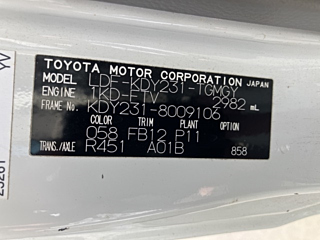 TOYOTA MOTOR CORPORATION JAPAN
MODEL LDF-KDY231-TGMGY
ENGINE 1KD-FTV 2982 mL
FRAME No. KDY231-8009106
COLOR TRIM PLANT OPTION
058 FB12 P11
TRANS./AXLE R451 A01B 858